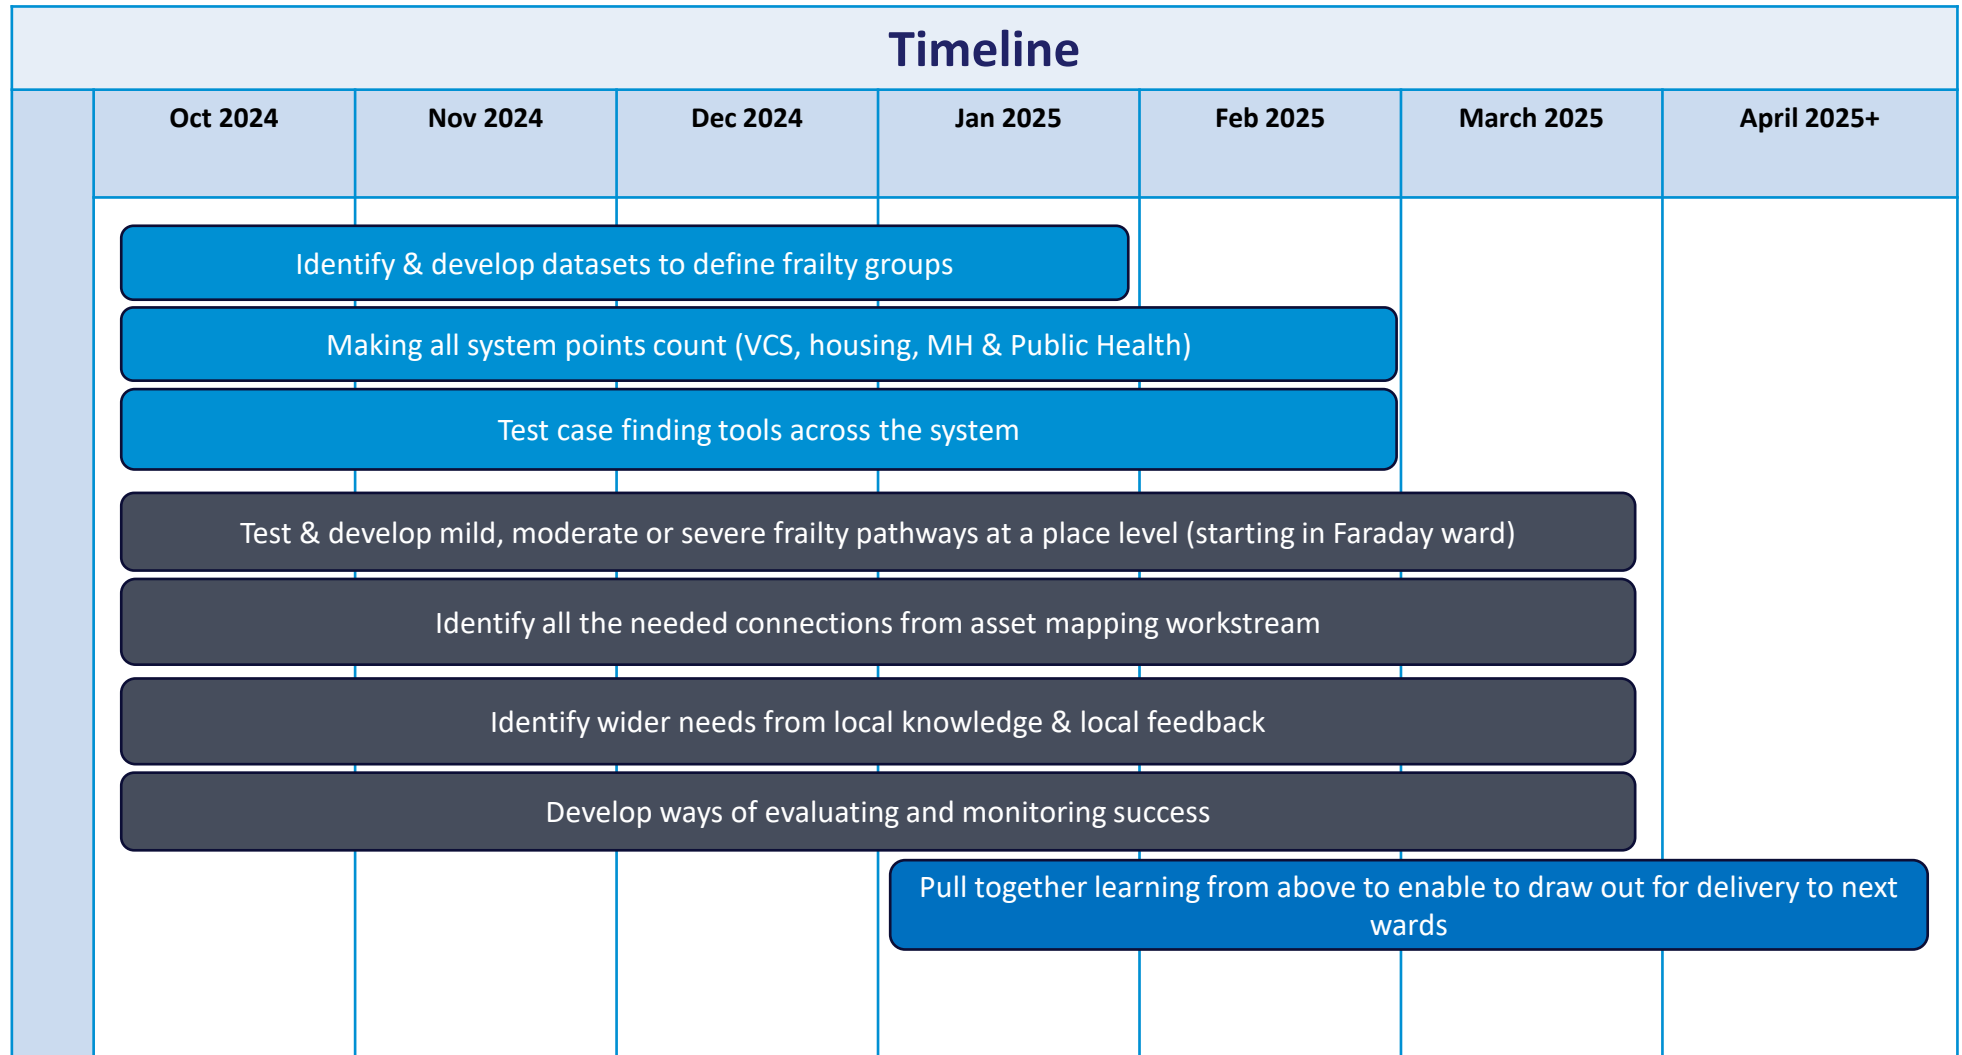 Timeline
Oct 2024
Nov 2024
Dec 2024
Jan 2025
Feb 2025
March 2025
April 2025+
Identify & develop datasets to define frailty groups
Making all system points count (VCS, housing, MH & Public Health)
Test case finding tools across the system
Test & develop mild, moderate or severe frailty pathways at a place level (starting in Faraday ward)
Identify all the needed connections from asset mapping workstream
Identify wider needs from local knowledge & local feedback
Develop ways of evaluating and monitoring success
Pull together learning from above to enable to draw out for delivery to next
wards